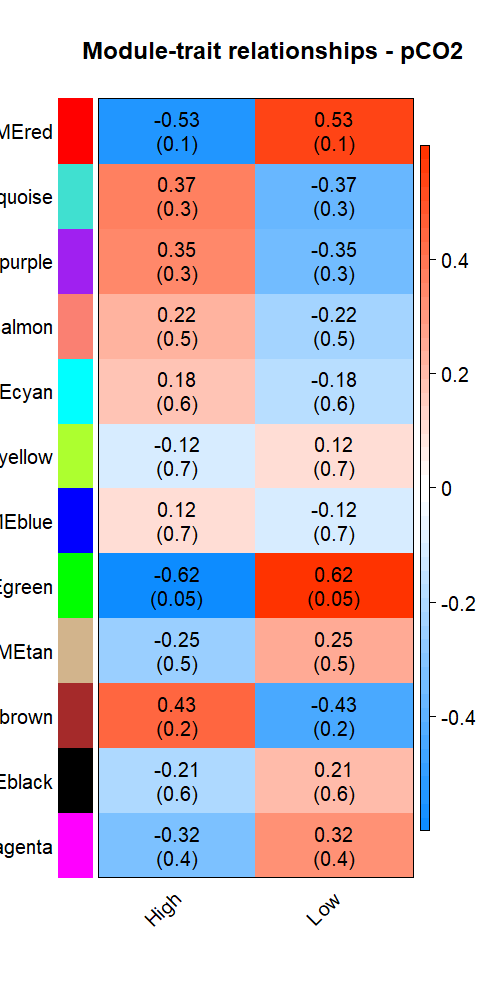 Module-trait relationships - pCO2
MEred -0.53 0.53
(0.1) (0.1)
quoise 0.37 -0.37
(0.3) (0.3)
purple 0.35 -0.35
(0.3) (0.3)
almon 0.22 -0.22
(0.5) (0.5)
Ecyan 0.18 -0.18
(0.6) (0.6)
yellow -0.12 0.12
(0.7) (0.7)
MEblue 0.12 -0.12
(0.7) (0.7)
Egreen -0.62 0.62
(0.05) (0.05)
MEtan -0.25 0.25
(0.5) (0.5)
brown 0.43 -0.43
(0.2) (0.2)
Eblack -0.21 0.21
(0.6) (0.6)
agenta -0.32 0.32
(0.4) (0.4)
High Low
0.4
0.2
0
-0.2
-0.4